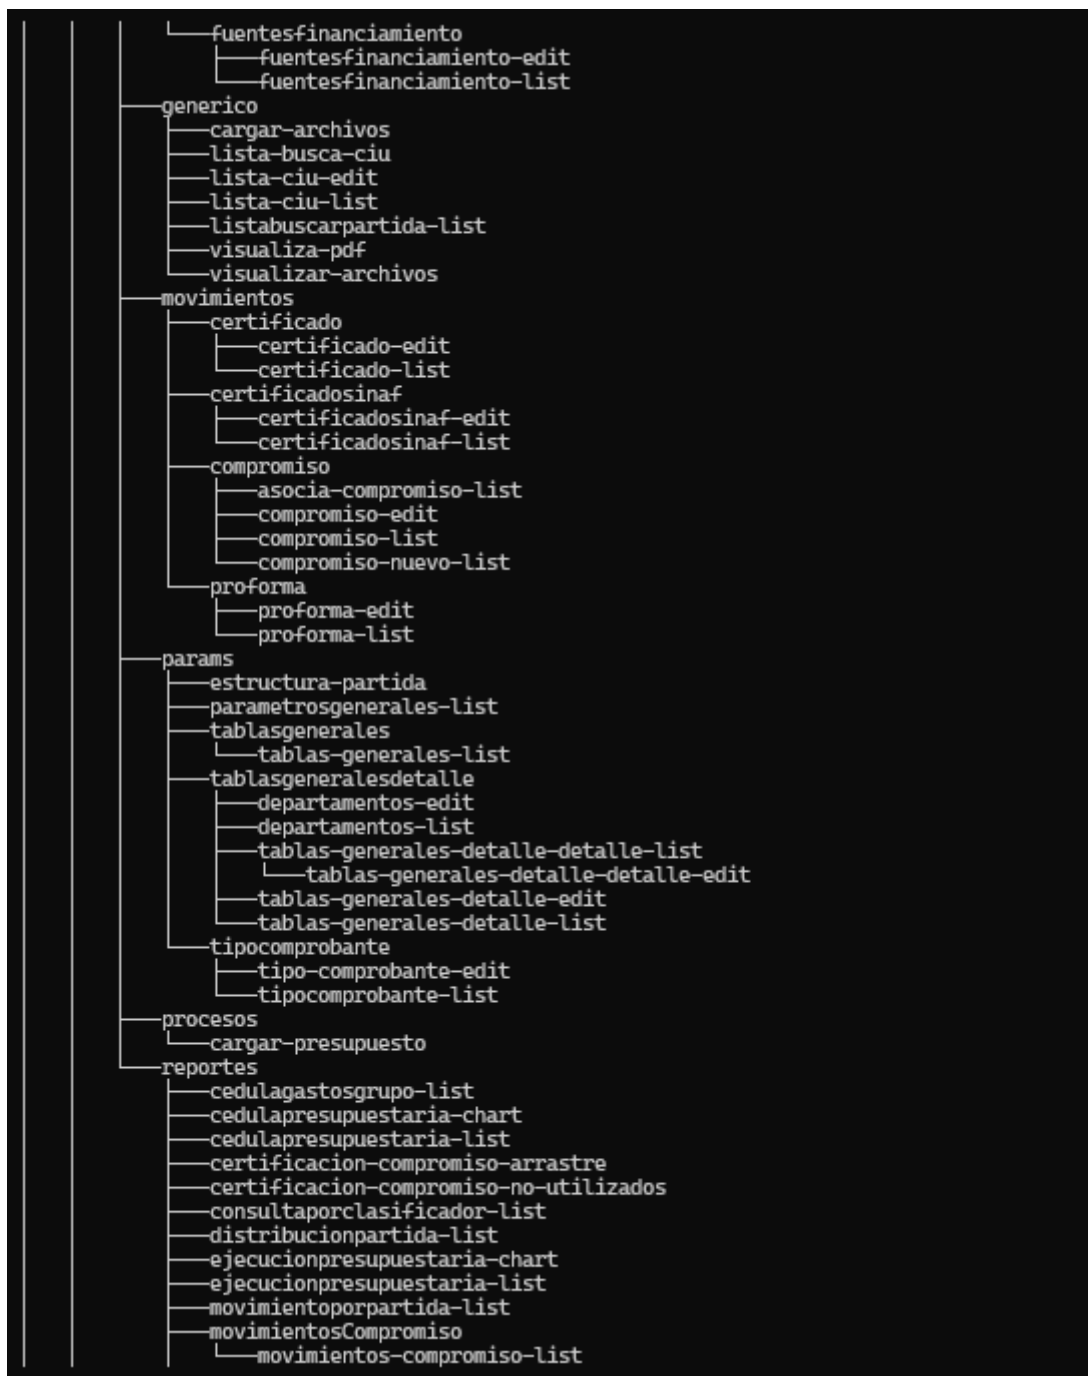 fuentesfinanciamiento
fuentesfinanciamiento-edit
fuentesfinanciamiento-list
generico
cargar-archivos
lista-busca-ciu
lista-ciu-edit
lista-ciu-list
listabuscarpartida-list
visualiza-pdf
visualizar-archivos
movimientos
certificado
certificado-edit
certificado-list
certificadosinaf
certificadosinaf-edit
certificadosinaf-list
compromiso
asocia-compromiso-list
compromiso-edit
compromiso-list
compromiso-nuevo-list
proforma
proforma-edit
proforma-list
params
estructura-partida
parametrosgenerales-list
tablasgenerales
tablas-generales-list
tablasgeneralesdetalle
departamentos-edit
departamentos-list
tablas-generales-detalle-detalle-list
tablas-generales-detalle-detalle-edit
tablas-generales-detalle-edit
tablas-generales-detalle-list
tipocomprobante
tipo-comprobante-edit
tipocomprobante-list
procesos
cargar-presupuesto
reportes
cedulagastosgrupo-list
cedulapresupuestaria-chart
cedulapresupuestaria-list
certificacion-compromiso-arrastre
certificacion-compromiso-no-utilizados
consultaporclasificador-list
distribucionpartida-list
ejecucionpresupuestaria-chart
ejecucionpresupuestaria-list
movimientoporpartida-list
movimientosCompromiso
movimientos-compromiso-list